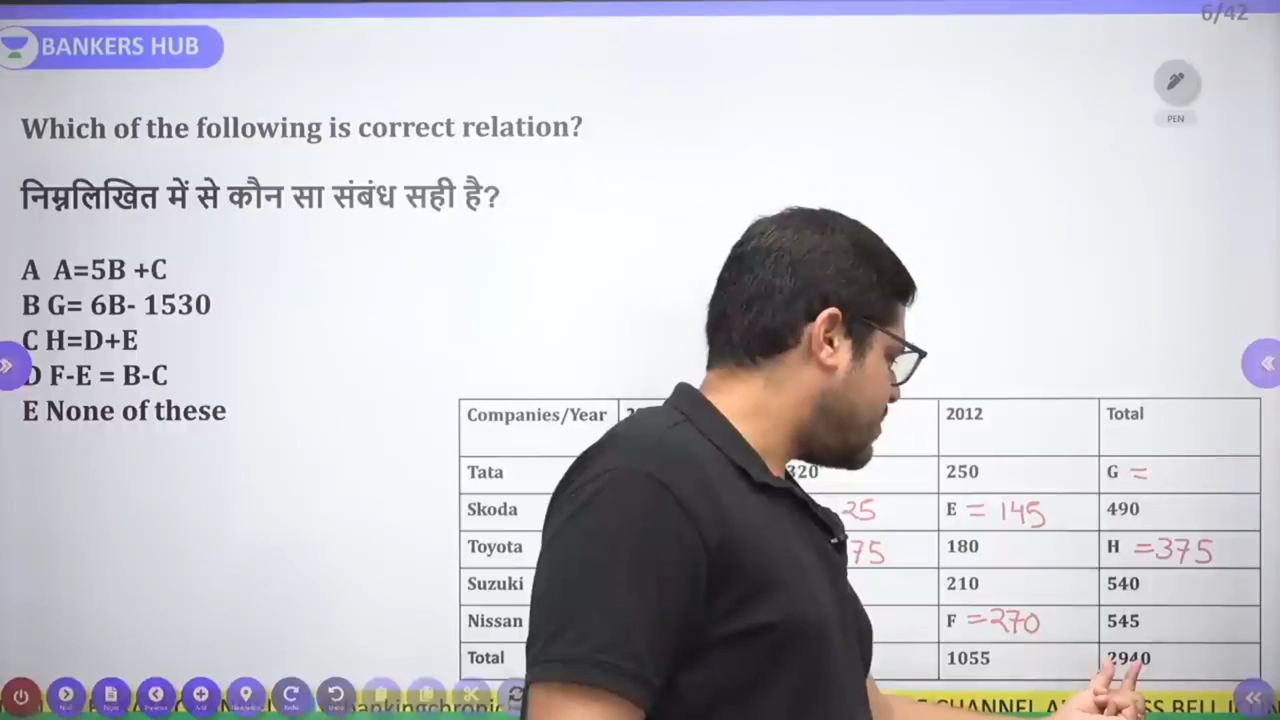 6/42
BANKERS HUB
PEN
Which of the following is correct relation?
निम्नलिखित में से कौन सा संबंध सही है?
A A=5B +C
B G= 6B- 1530
C H=D+E
D F-E = B-C
E None of these
Companies/Year 2012 Total
Tata 320 250 G =
Skoda 25 E = 145 490
Toyota 75 180 H =375
Suzuki 210 540
Nissan F =270 545
Total 1055 2940